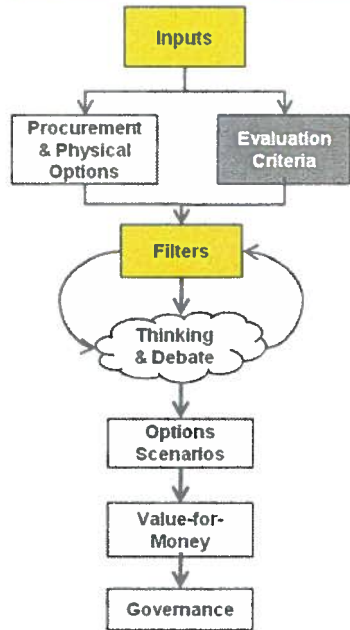 Inputs
Procurement
& Physical
Options
Evaluation
Criteria
Filters
Thinking
& Debate
Options
Scenarios
Value-for-
Money
Governance